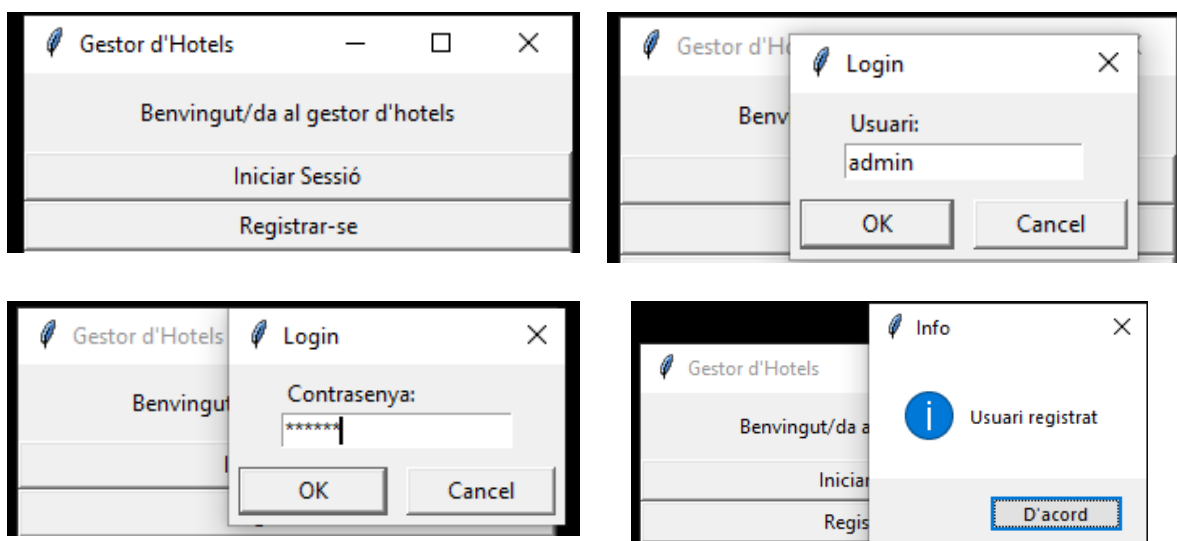 Gestor d'Hotels
Benvingut/da al gestor d'hotels
Iniciar Sessió
Registrar-se
Gestor d'Ho
Login
Benv
Usuari:
admin
OK Cancel
Gestor d'Hotels
Login
Benvingut
Contrasenya:
******
OK Cancel
Info
Gestor d'Hotels
Usuari registrat
Benvingut/da a
Iniciar
Regis
D'acord